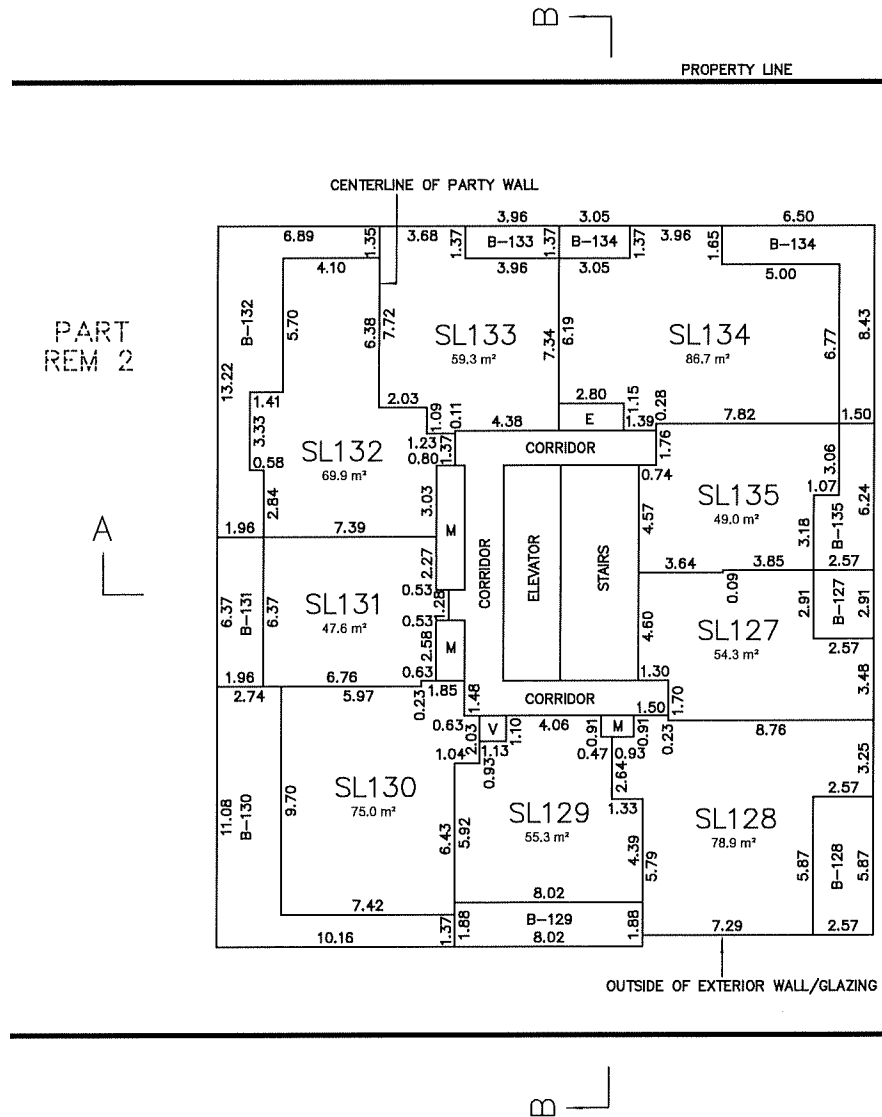 B
PROPERTY LINE
CENTERLINE OF PARTY WALL
3.96 3.05 6.50
6.89 1.35 3.68 1.37 B-133 1.37 B-134 1.37 3.96 1.65 B-134
4.10 3.96 3.05 5.00
PART
REM 2
B-132 5.70 6.38 7.72 7.34 6.19 6.77 8.43
SL133
59.3 m²
SL134
86.7 m²
13.22
1.41 2.03 1.09 0.11 2.80 1.15 0.28
3.33 4.38 E 1.39 7.82 1.50
1.23 1.37 CORRIDOR 1.76 3.06
0.58 SL132 0.80 0.74
69.9 m²
2.84 3.03 4.57 SL135 1.07 6.24
49.0 m²
A
1.96 7.39 M 3.18 B-135
CORRIDOR ELEVATOR STAIRS
2.27 3.64 3.85 2.57
0.53 1.28 0.09
6.37 B-131 6.37 SL131
47.6 m²
0.53 4.60 SL127
54.3 m²
2.91 B-127 2.91
2.58 M 2.57
1.96 6.76 0.63 1.30 3.48
2.74 5.97 0.23 1.85 1.48 CORRIDOR 1.50 1.70
0.63 2.03 V 1.10 4.06 0.91 M 0.91 0.23 8.76
1.04 1.13 0.93 0.47 0.93 3.25
2.64 2.57
11.08 B-130 9.70 SL130
75.0 m²
1.33
6.43 5.92 SL129
55.3 m²
4.39 5.79 SL128
78.9 m²
5.87 B-128 5.87
7.42 8.02
1.37 1.88 B-129 1.88 7.29 2.57
10.16 8.02
OUTSIDE OF EXTERIOR WALL/GLAZING
B